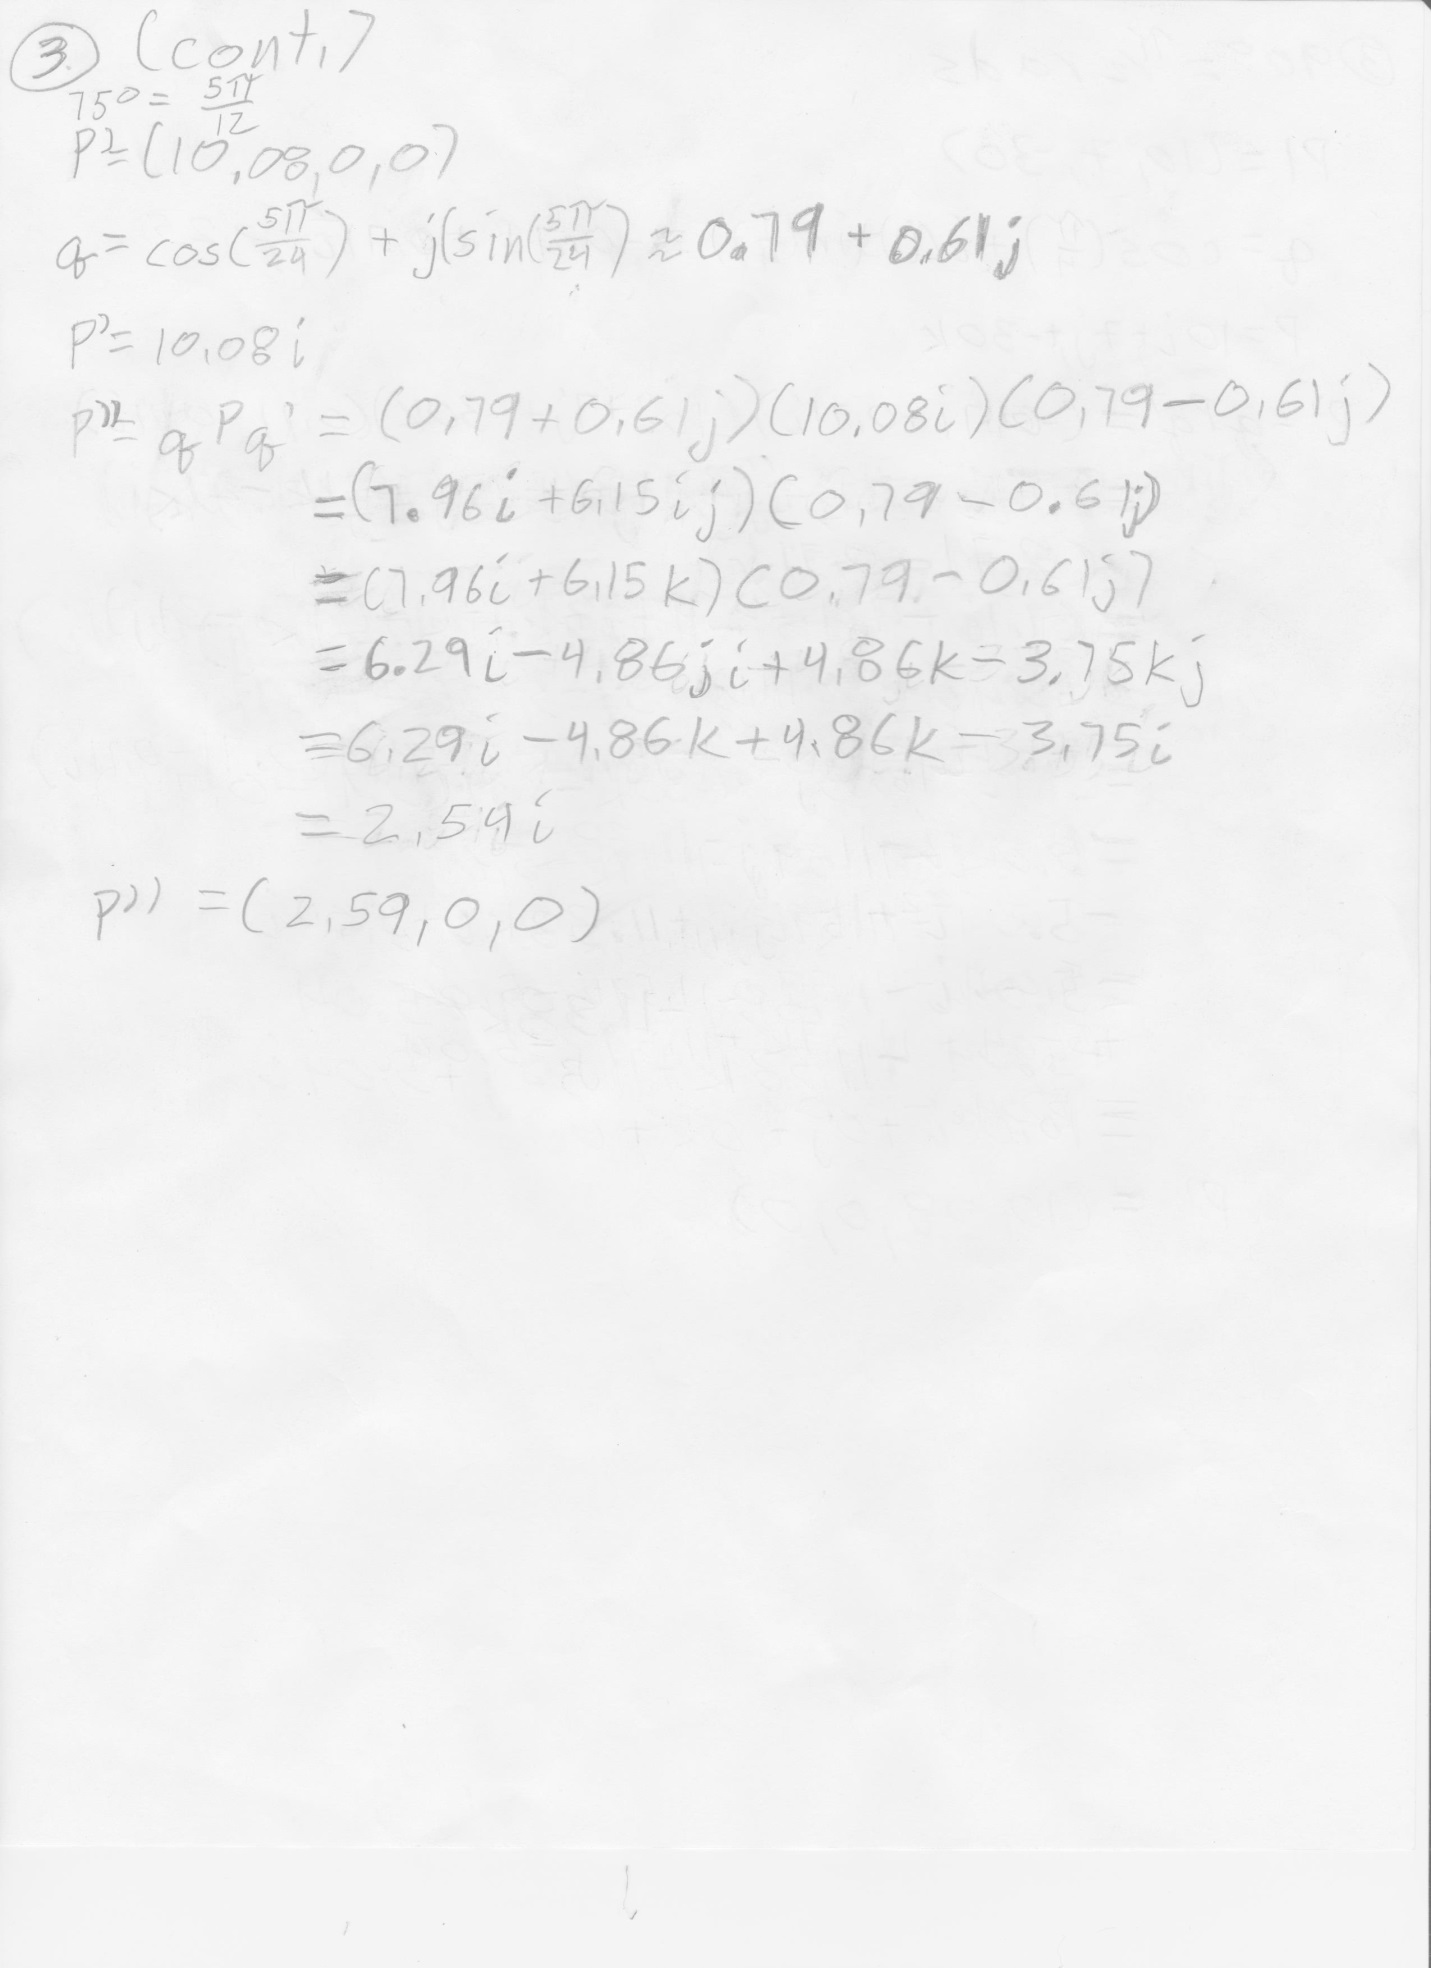 3. (cont.)
75° = 5π/12
P' = (10.08, 0, 0)
q = cos(5π/24) + j(sin(5π/24) ≈ 0.79 + 0.61j
P' = 10.08i
P'' = q P q' = (0.79 + 0.61j)(10.08i)(0.79 - 0.61j)
= (7.96i + 6.15ij)(0.79 - 0.61j)
= (7.96i + 6.15k)(0.79 - 0.61j)
= 6.29i - 4.86ji + 4.86k - 3.75kj
= 6.29i - 4.86k + 4.86k - 3.75i
= 2.59i
P'' = (2.59, 0, 0)